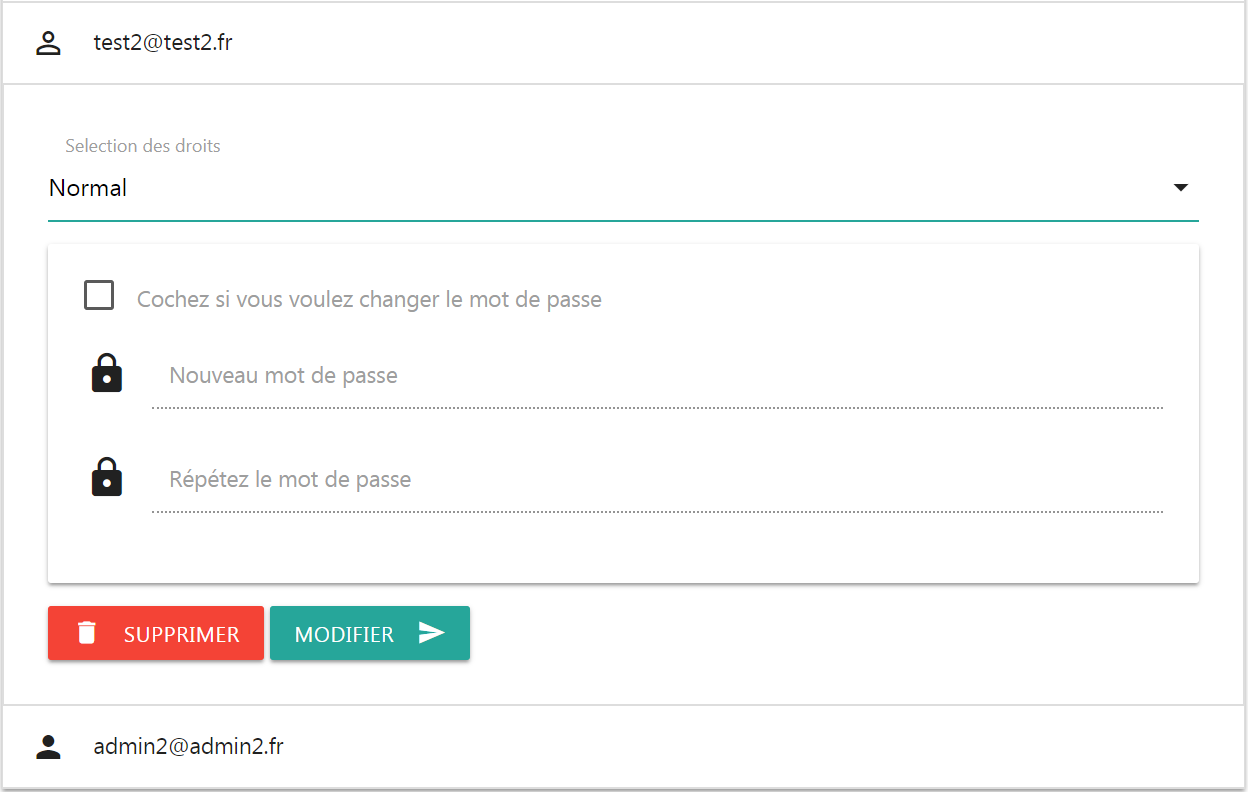 test2@test2.fr
Selection des droits
Normal
Cochez si vous voulez changer le mot de passe
Nouveau mot de passe
Répétez le mot de passe
SUPPRIMER MODIFIER
admin2@admin2.fr